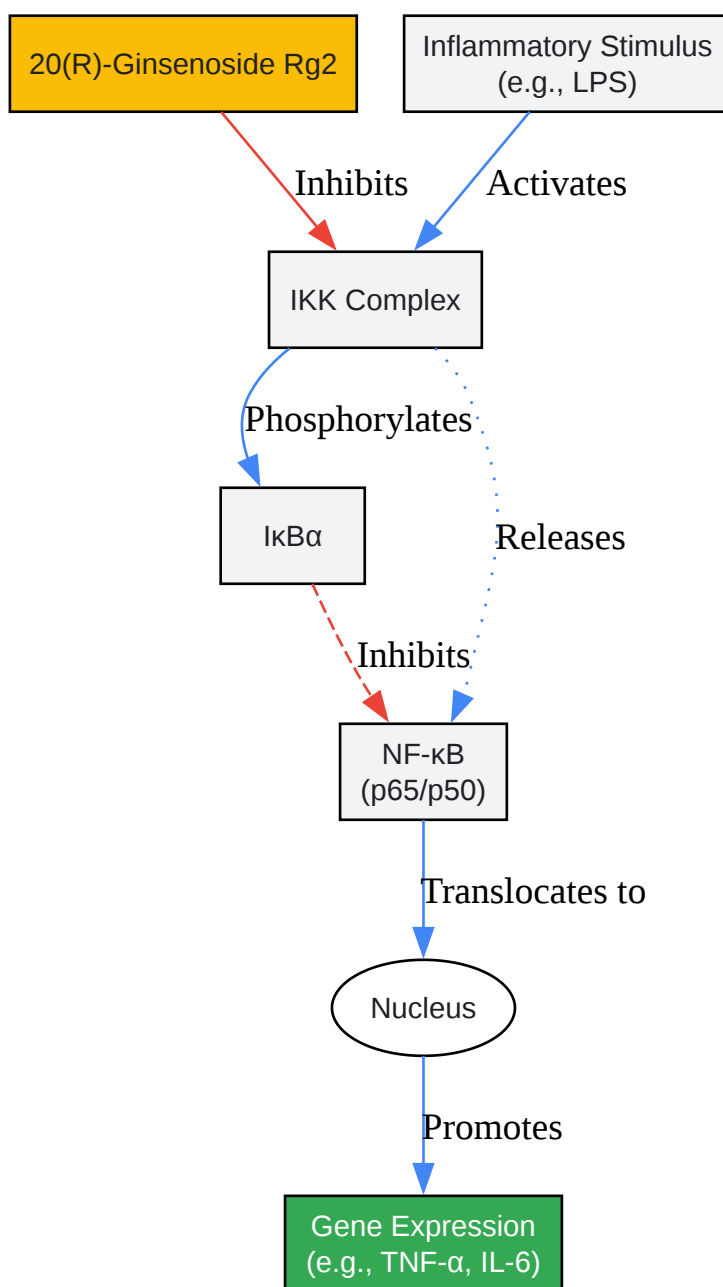 20(R)-Ginsenoside Rg2
Inflammatory Stimulus
(e.g., LPS)
Inhibits
Activates
IKK Complex
Phosphorylates
IκBα
Releases
Inhibits
NF-κB
(p65/p50)
Translocates to
Nucleus
Promotes
Gene Expression
(e.g., TNF-α, IL-6)